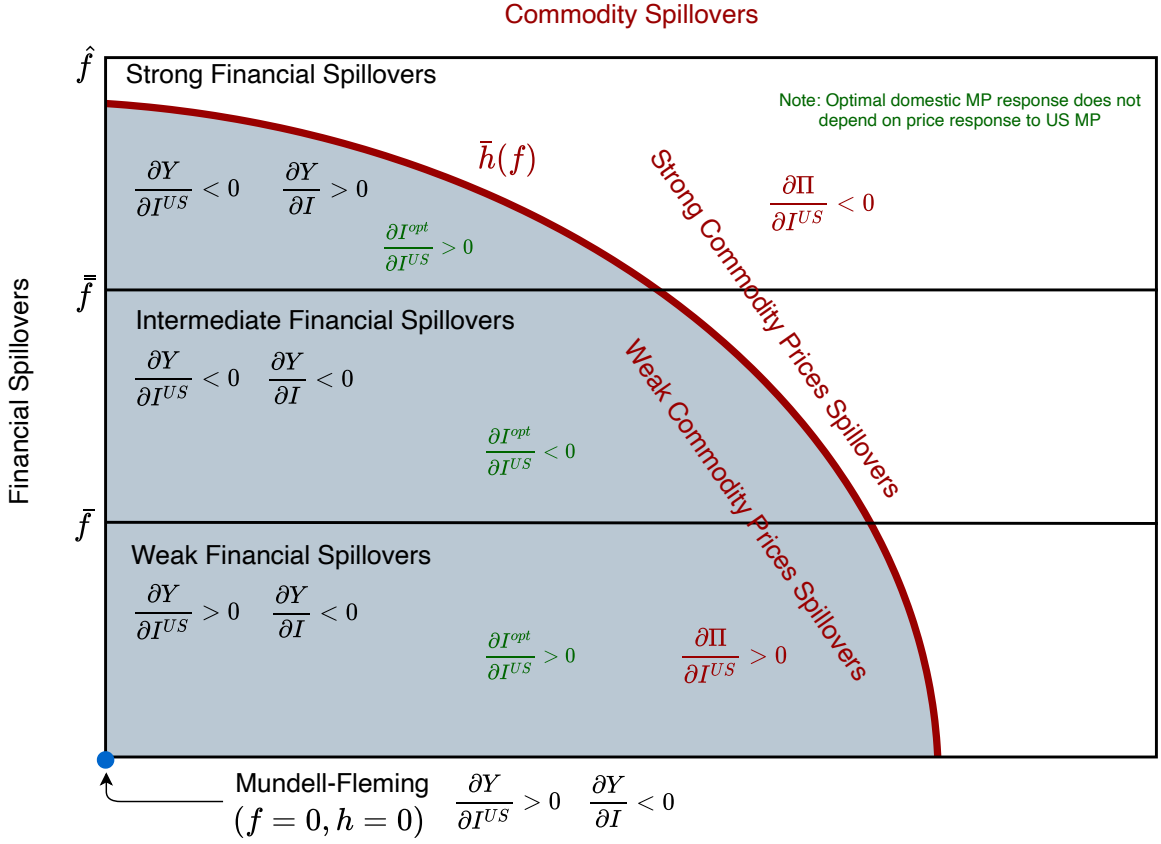 Commodity Spillovers
f̂
Strong Financial Spillovers
Note: Optimal domestic MP response does not
depend on price response to US MP
h̄(f)
∂Y/∂I^{US} < 0    ∂Y/∂I > 0
∂Π/∂I^{US} < 0
∂I^{opt}/∂I^{US} > 0
Strong Commodity Prices Spillovers
f̿
Financial Spillovers
Intermediate Financial Spillovers
∂Y/∂I^{US} < 0    ∂Y/∂I < 0
Weak Commodity Prices Spillovers
∂I^{opt}/∂I^{US} < 0
f̄
Weak Financial Spillovers
∂Y/∂I^{US} > 0    ∂Y/∂I < 0
∂I^{opt}/∂I^{US} > 0
∂Π/∂I^{US} > 0
Mundell-Fleming
(f = 0, h = 0)
∂Y/∂I^{US} > 0    ∂Y/∂I < 0